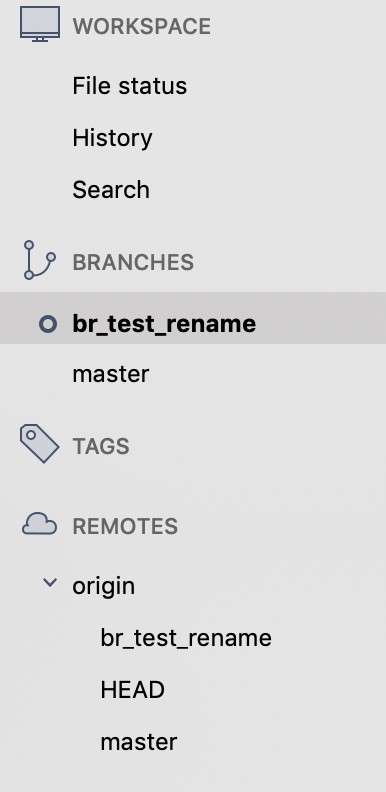 WORKSPACE
File status
History
Search
BRANCHES
br_test_rename
master
TAGS
REMOTES
origin
br_test_rename
HEAD
master